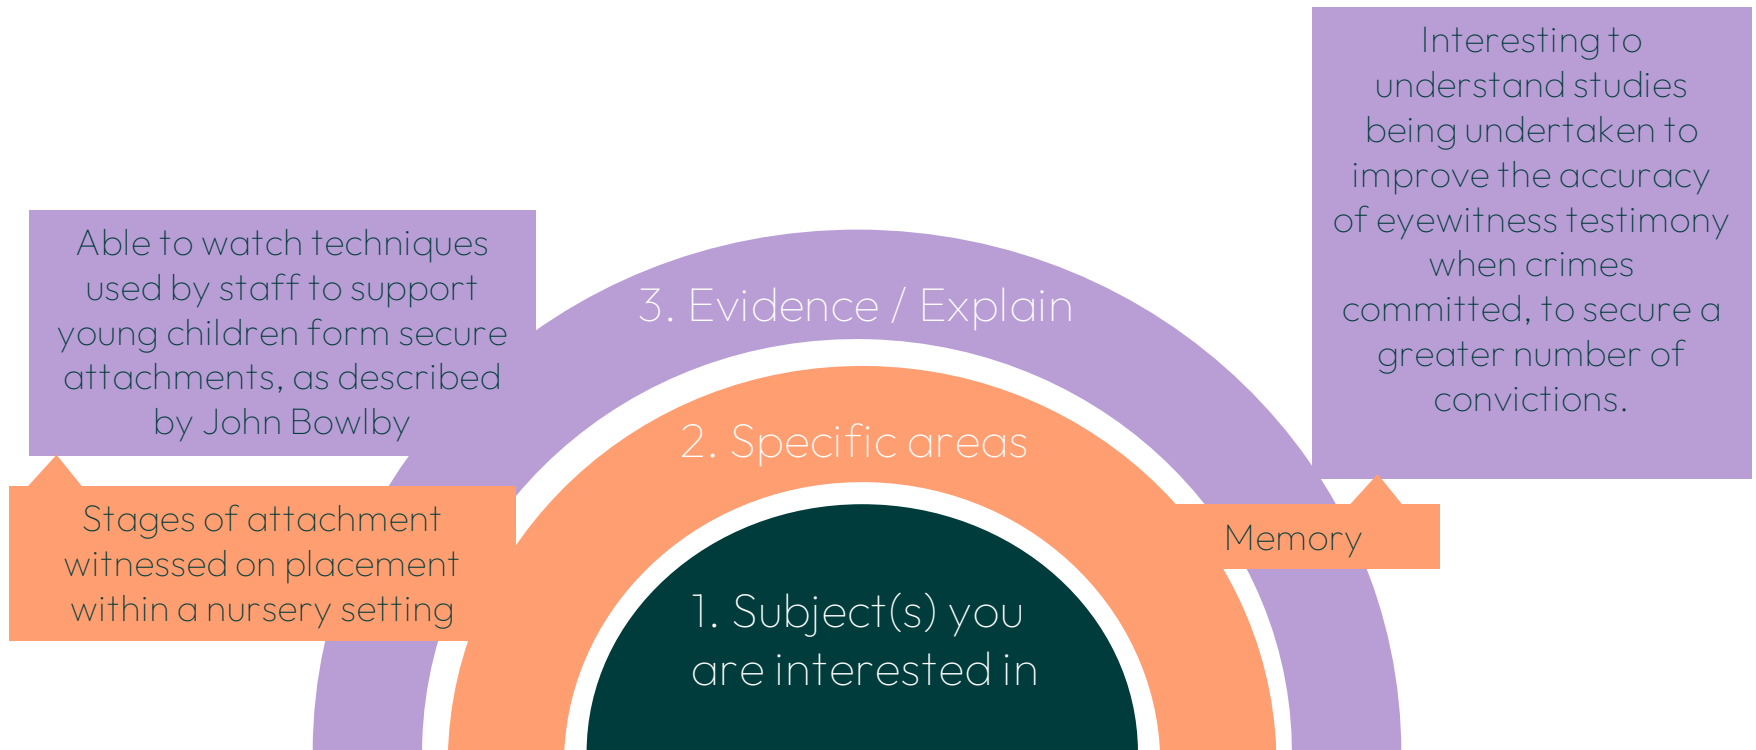 Interesting to
understand studies
being undertaken to
improve the accuracy
of eyewitness testimony
when crimes
committed, to secure a
greater number of
convictions.
Able to watch techniques
used by staff to support
young children form secure
attachments, as described
by John Bowlby
3. Evidence / Explain
2. Specific areas
Stages of attachment
witnessed on placement
within a nursery setting
Memory
1. Subject(s) you
are interested in